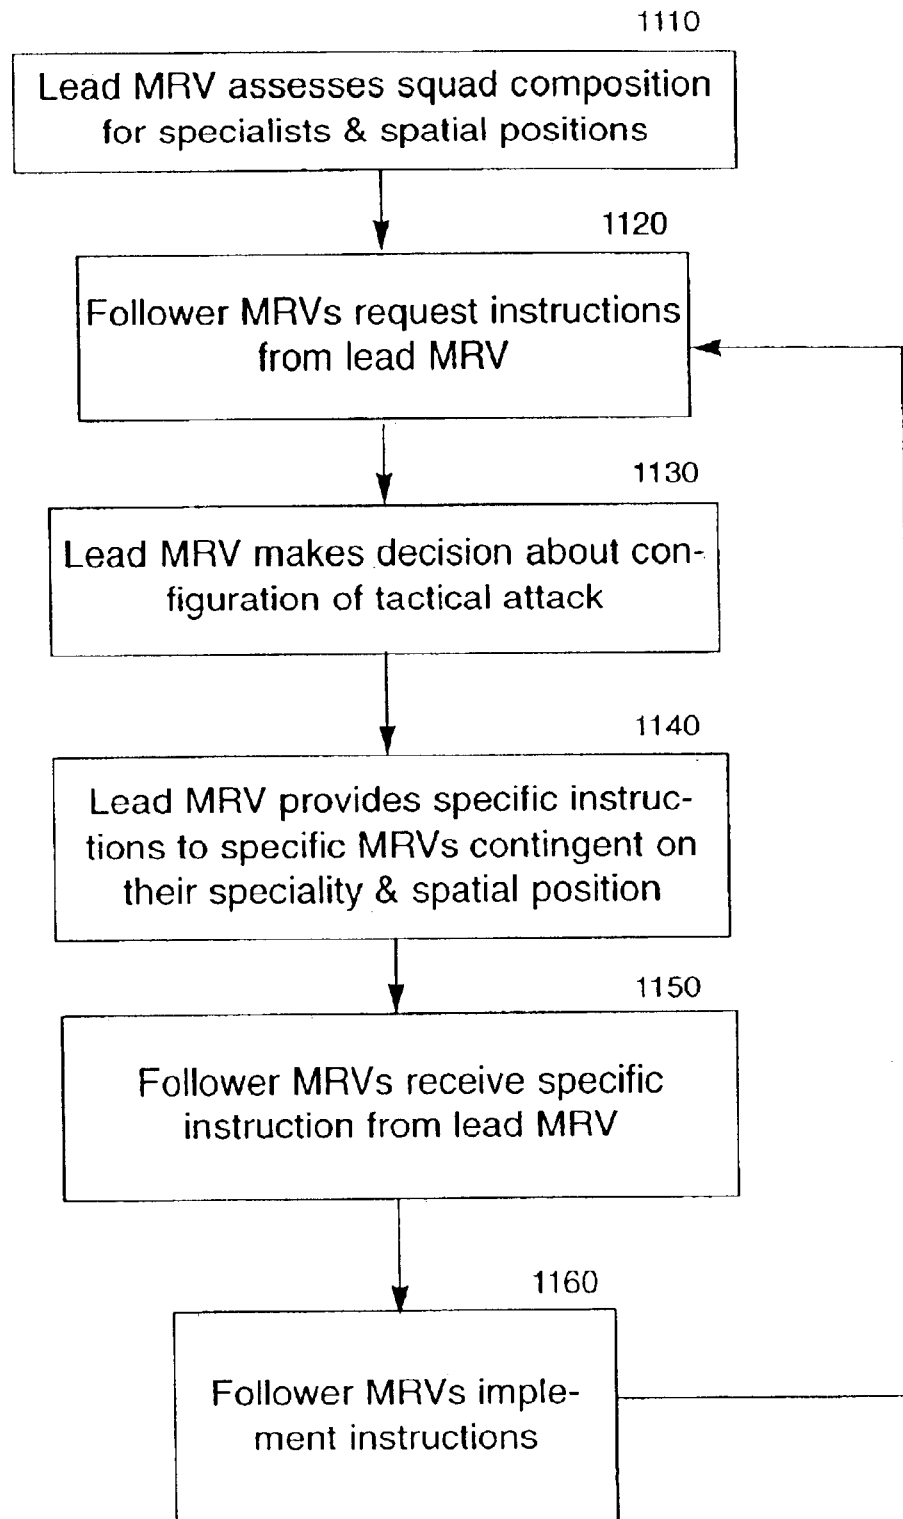 1110
Lead MRV assesses squad composition
for specialists & spatial positions
1120
Follower MRVs request instructions
from lead MRV
1130
Lead MRV makes decision about con-
figuration of tactical attack
1140
Lead MRV provides specific instruc-
tions to specific MRVs contingent on
their speciality & spatial position
1150
Follower MRVs receive specific
instruction from lead MRV
1160
Follower MRVs imple-
ment instructions